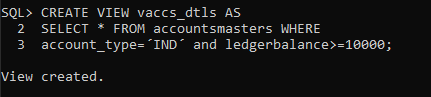 SQL> CREATE VIEW vaccs_dtls AS
2 SELECT * FROM accountsmasters WHERE
3 account_type=´IND´ and ledgerbalance>=10000;
View created.